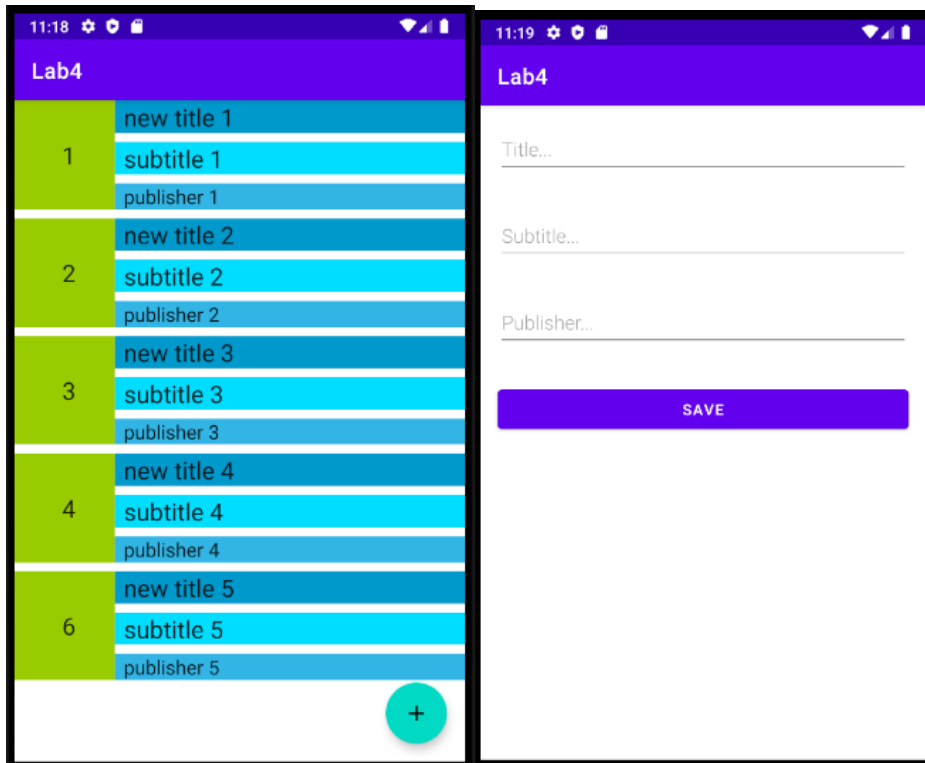 11:18
Lab4
1
new title 1
subtitle 1
publisher 1
2
new title 2
subtitle 2
publisher 2
3
new title 3
subtitle 3
publisher 3
4
new title 4
subtitle 4
publisher 4
6
new title 5
subtitle 5
publisher 5
+
11:19
Lab4
Title...
Subtitle...
Publisher...
SAVE